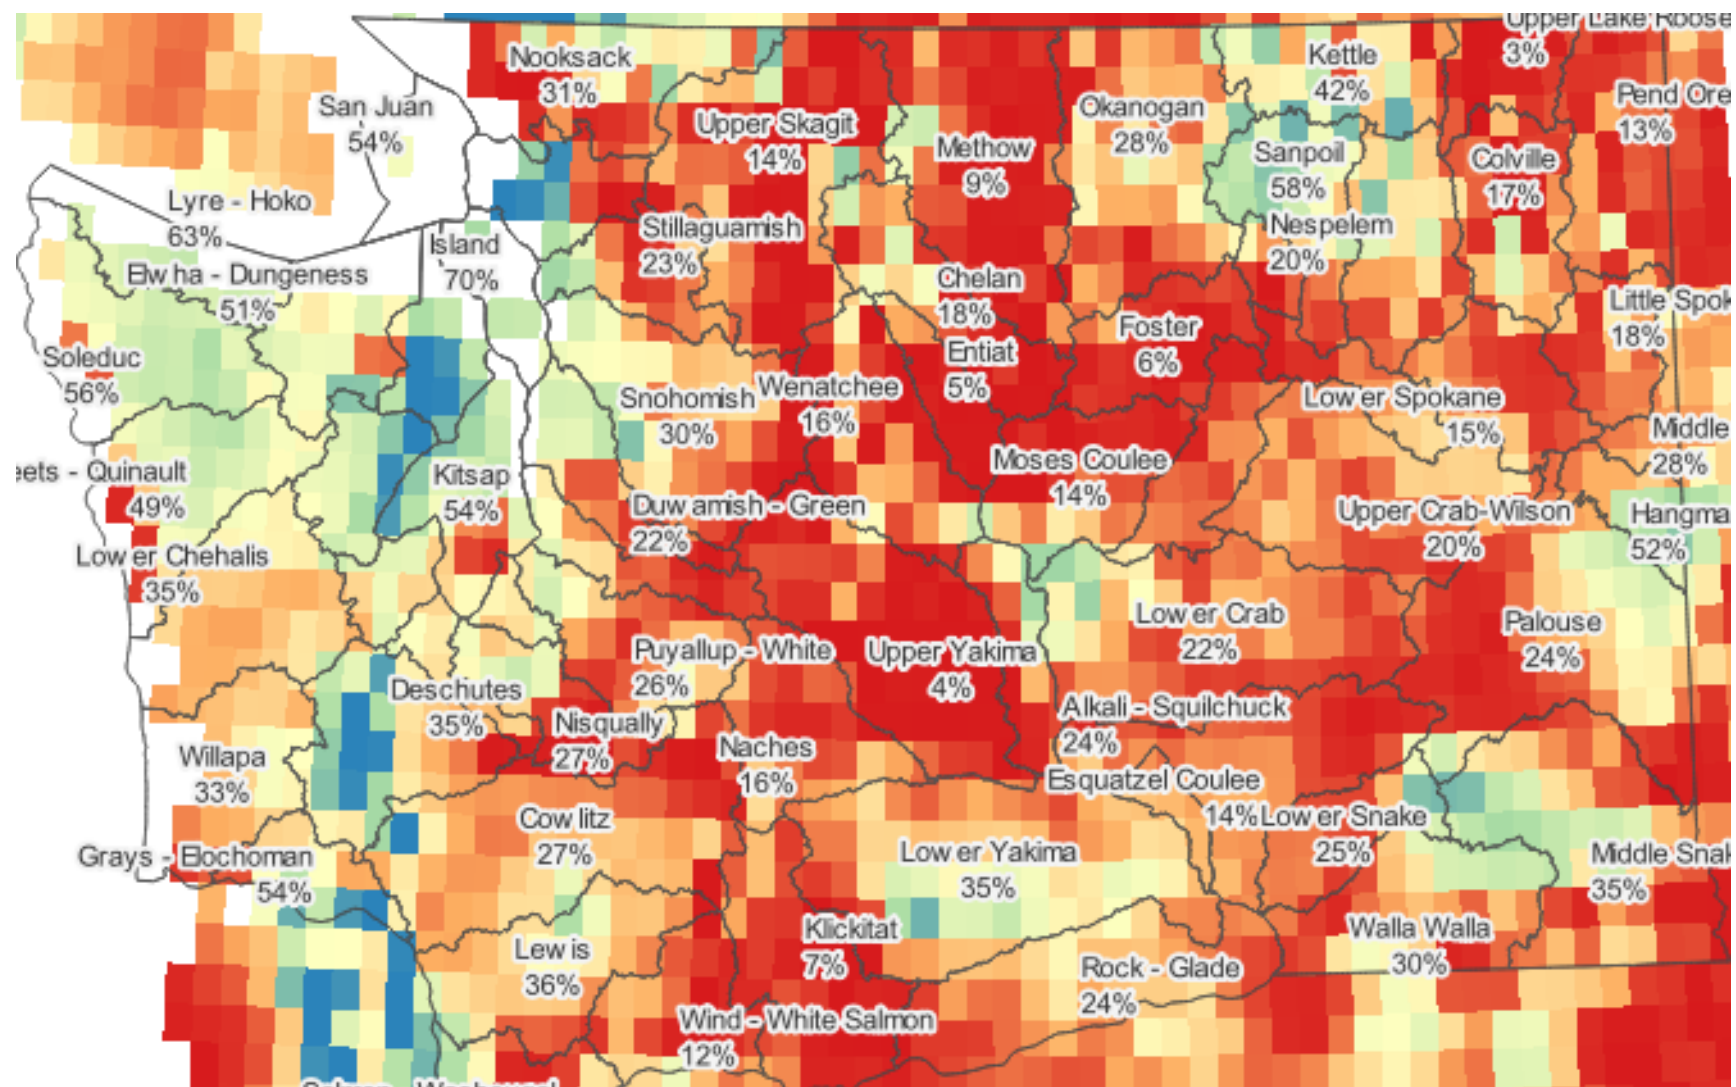 Upper Lake Roose
3%
Nooksack
31%
Kettle
42%
San Juan
54%
Upper Skagit
14%
Okanogan
28%
Pend Ore
13%
Methow
9%
Sanpoil
58%
Colville
17%
Lyre - Hoko
63%
Stillaguamish
23%
Nespelem
20%
Island
70%
Elwha - Dungeness
51%
Chelan
18%
Little Spok
18%
Foster
6%
Entiat
5%
Soleduc
56%
Snohomish
30%
Wenatchee
16%
Lower Spokane
15%
Middle
28%
Moses Coulee
14%
eets - Quinault
49%
Kitsap
54%
Duwamish - Green
22%
Upper Crab-Wilson
20%
Hangma
52%
Lower Chehalis
35%
Lower Crab
22%
Palouse
24%
Puyallup - White
26%
Upper Yakima
4%
Deschutes
35%
Alkali - Squilchuck
24%
Nisqually
27%
Naches
16%
Willapa
33%
Esquatzel Coulee
14%
Lower Snake
25%
Cowlitz
27%
Lower Yakima
35%
Grays - Elochoman
54%
Middle Snak
35%
Klickitat
7%
Walla Walla
30%
Lewis
36%
Rock - Glade
24%
Wind - White Salmon
12%